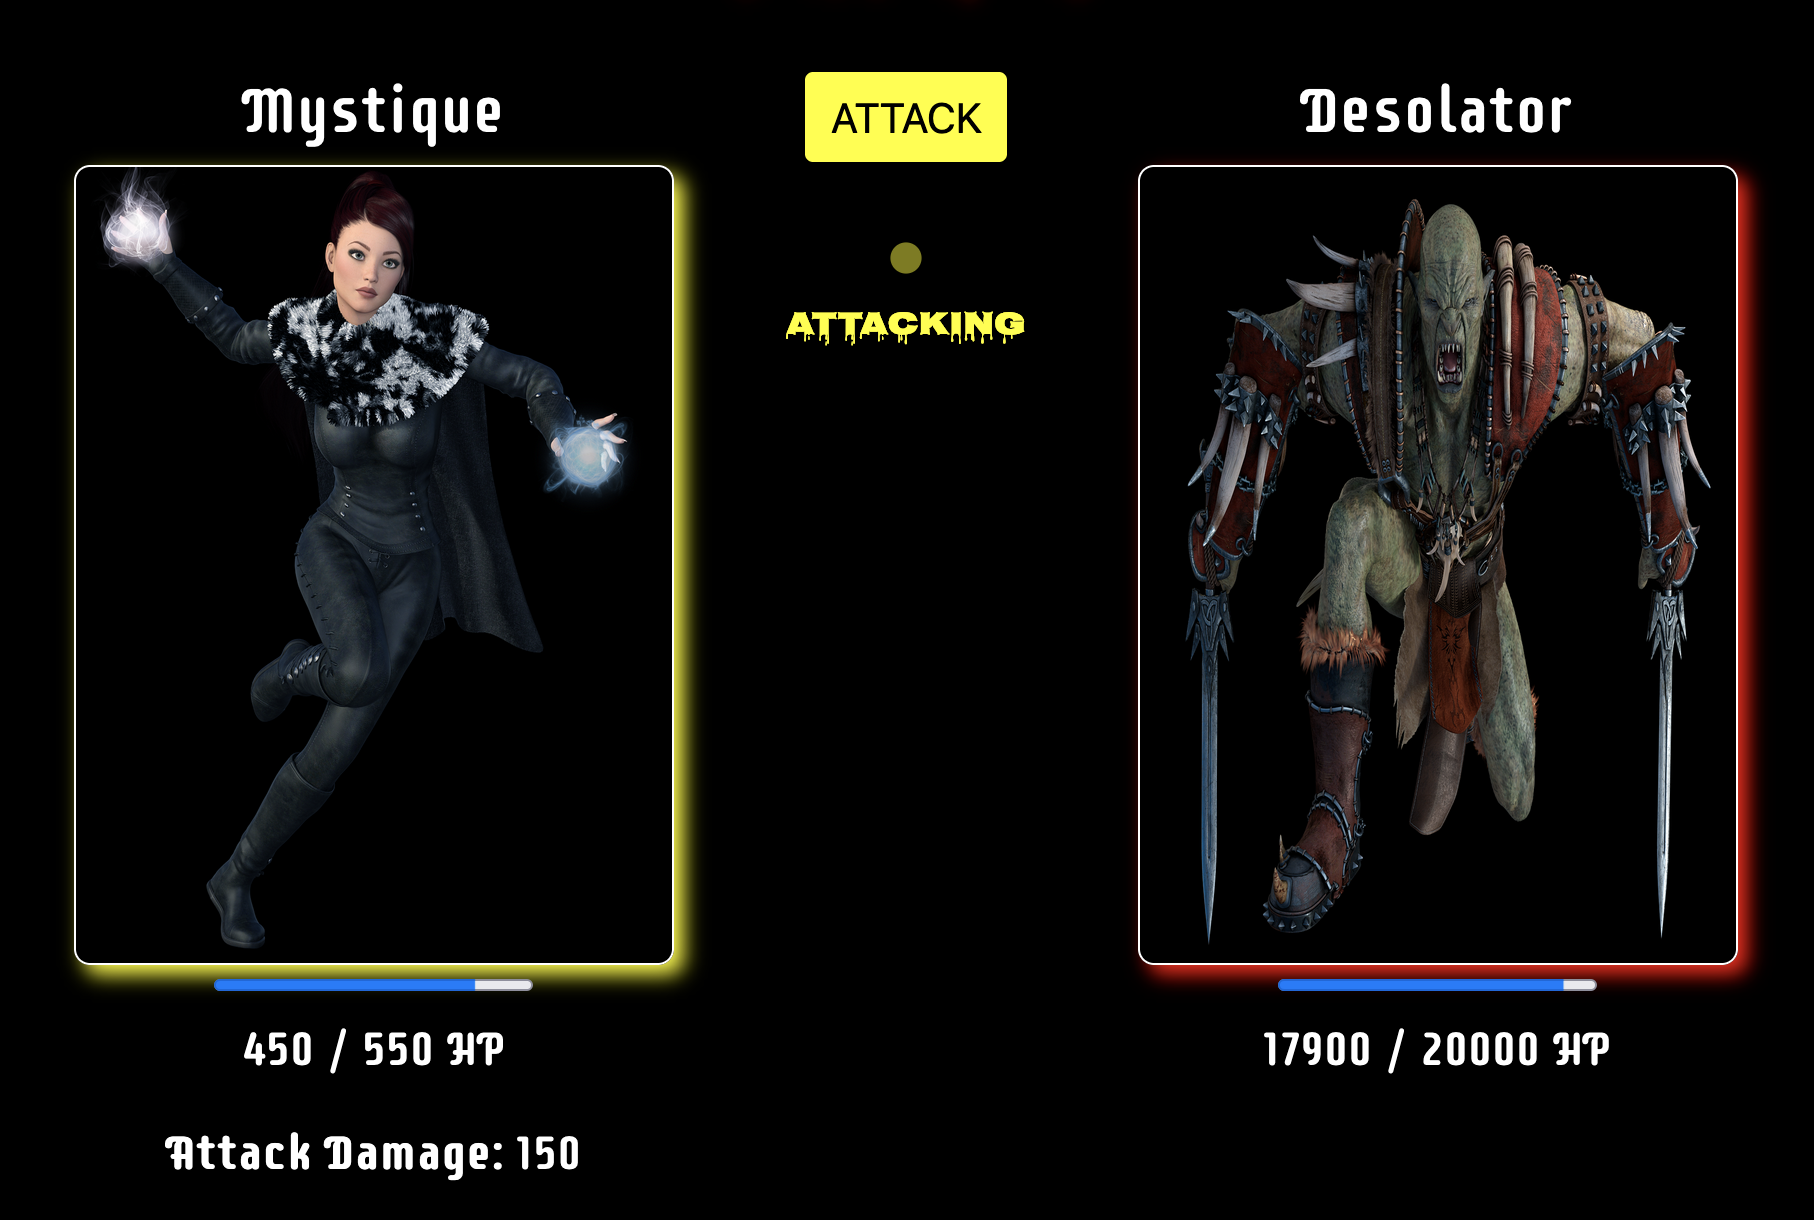 Mystique
ATTACK
Desolator
ATTACKING
450 / 550 HP
17900 / 20000 HP
Attack Damage: 150